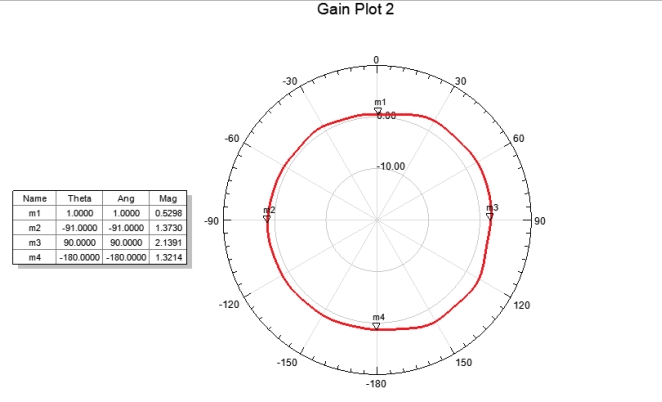 Gain Plot 2
0
-30
30
m1
0.00
-60
60
-10.00
Name Theta Ang Mag
m1 1.0000 1.0000 0.5298
m2 -91.0000 -91.0000 1.3730
m3 90.0000 90.0000 2.1391
m4 -180.0000 -180.0000 1.3214
-90
m2
m3
90
-120
120
m4
-150
150
-180